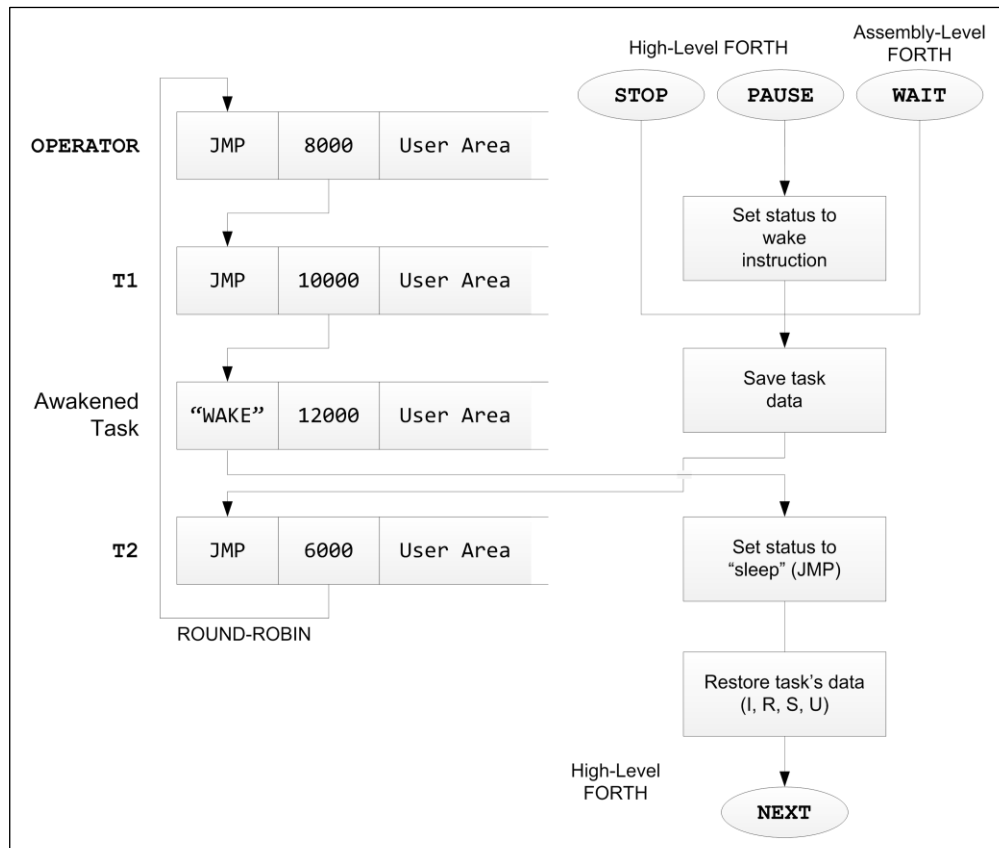 High-Level FORTH
Assembly-Level
FORTH
STOP
PAUSE
WAIT
OPERATOR
JMP
8000
User Area
Set status to
wake
instruction
T1
JMP
10000
User Area
Awakened
Task
“WAKE”
12000
User Area
Save task
data
T2
JMP
6000
User Area
Set status to
“sleep” (JMP)
ROUND-ROBIN
Restore task’s data
(I, R, S, U)
High-Level
FORTH
NEXT